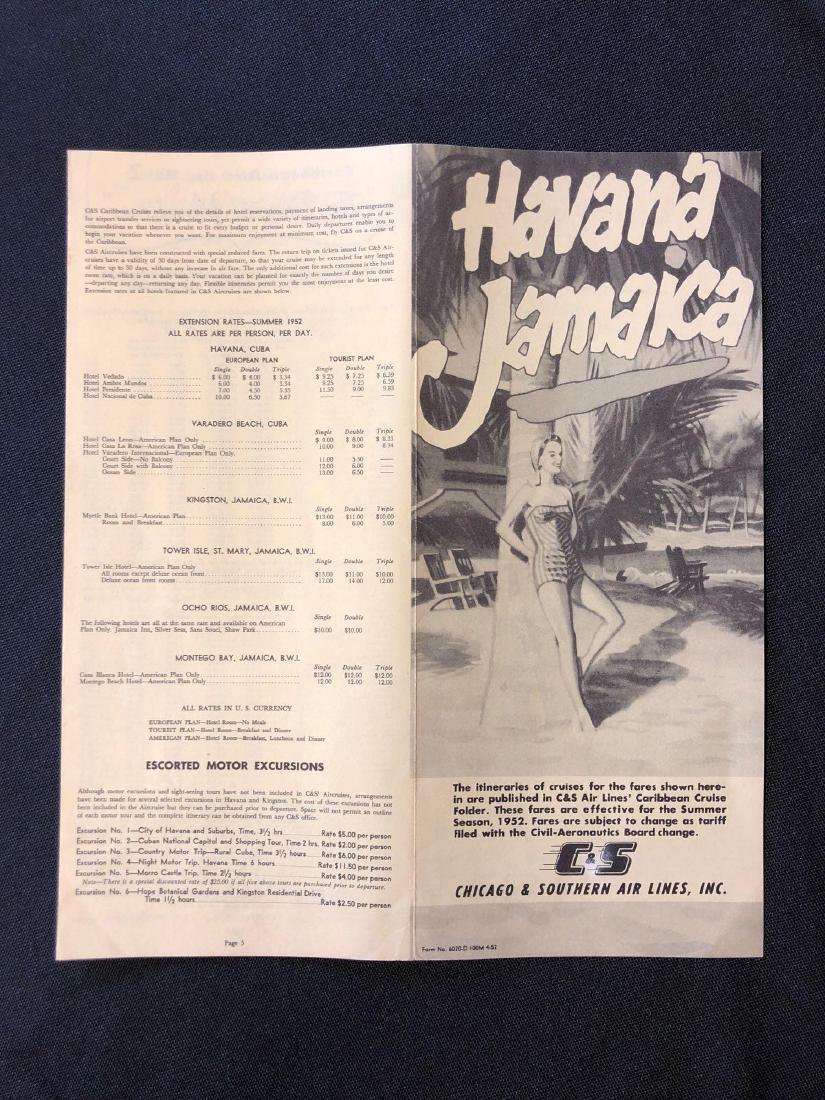 C&S Caribbean Cruises relieve you of the details of hotel reservations, payment of landing taxes, arrangements
for airport transfer services or sightseeing tours, yet permit a wide variety of itineraries, hotels and types of ac-
commodations so that there is a cruise to fit every budget or personal desire. Daily departures enable you to
begin your vacation whenever you want. For maximum enjoyment at minimum cost, fly C&S on a cruise of
the Caribbean.
C&S Aircruises have been constructed with special reduced fares. The return trip on tickets issued for C&S Air-
cruises have a validity of 30 days from date of departure, so that your cruise may be extended for any length
of time up to 30 days, without any increase in air fare. The only additional cost for such extensions is the hotel
room rate, which is on a daily basis. Your vacation can be planned for exactly the number of days you desire
—departing any day—returning any day. Flexible itineraries permit you the most enjoyment at the least cost.
Extension rates at all hotels featured in C&S Aircruises are shown below.
EXTENSION RATES—SUMMER 1952
ALL RATES ARE PER PERSON, PER DAY.
HAVANA, CUBA
EUROPEAN PLAN TOURIST PLAN
Single Double Triple Single Double Triple
Hotel Vedado $ 6.00 $ 4.00 $ 3.34 $ 9.25 $ 7.25 $ 6.59
Hotel Ambos Mundos 6.00 4.00 3.34 9.25 7.25 6.59
Hotel Presidente 7.00 4.50 11.50 9.00 9.83
Hotel Nacional de Cuba 10.00 6.50 5.67 — — —
VARADERO BEACH, CUBA
Single Double Triple
Hotel Casa Leon—American Plan Only $ 9.00 $ 8.00 $ 8.33
Hotel Casa La Rosa—American Plan Only 10.00 9.00 8.34
Hotel Varadero Internacional—European Plan Only.
Court Side—No Balcony 11.00 5.50 —
Court Side with Balcony 12.00 6.00 —
Ocean Side 13.00 6.50 —
KINGSTON, JAMAICA, B.W.I.
Single Double Triple
Myrtle Bank Hotel—American Plan $13.00 $11.00 $10.00
Room and Breakfast 8.00 6.00 5.00
TOWER ISLE, ST. MARY, JAMAICA, B.W.I.
Single Double Triple
Tower Isle Hotel—American Plan Only
All rooms except deluxe ocean front $13.00 $11.00 $10.00
Deluxe ocean front rooms 17.00 14.00 12.00
OCHO RIOS, JAMAICA, B.W.I.
Single Double
The following hotels are all at the same rate and available on American
Plan Only. Jamaica Inn, Silver Seas, Sans Souci, Shaw Park $10.00 $10.00
MONTEGO BAY, JAMAICA, B.W.I.
Single Double Triple
Casa Blanca Hotel—American Plan Only $12.00 $12.00 $12.00
Montego Beach Hotel—American Plan Only 12.00 12.00 12.00
ALL RATES IN U. S. CURRENCY
EUROPEAN PLAN—Hotel Room—No Meals
TOURIST PLAN—Hotel Room—Breakfast and Dinner
AMERICAN PLAN—Hotel Room—Breakfast, Luncheon and Dinner
ESCORTED MOTOR EXCURSIONS
Although motor excursions and sight-seeing tours have not been included in C&S' Aircruises, arrangements
have been made for several selected excursions in Havana and Kingston. The cost of these excursions has not
been included in the Aircruise but they can be purchased prior to departure. Space will not permit an outline
of each motor tour and the complete itinerary can be obtained from any C&S office.
Excursion No. 1—City of Havana and Suburbs, Time, 3½ hrs. Rate $5.00 per person
Excursion No. 2—Cuban National Capitol and Shopping Tour, Time 2 hrs. Rate $2.00 per person
Excursion No. 3—Country Motor Trip—Rural Cuba, Time 3½ hours Rate $6.00 per person
Excursion No. 4—Night Motor Trip. Havana Time 6 hours Rate $11.50 per person
Excursion No. 5—Morro Castle Trip. Time 2½ hours Rate $4.00 per person
Note—There is a special discounted rate of $25.00 if all five above tours are purchased prior to departure.
Excursion No. 6—Hope Botanical Gardens and Kingston Residential Drive
Time 1½ hours Rate $2.50 per person
Page 5
Havana
Jamaica
The itineraries of cruises for the fares shown here-
in are published in C&S Air Lines' Caribbean Cruise
Folder. These fares are effective for the Summer
Season, 1952. Fares are subject to change as tariff
filed with the Civil-Aeronautics Board change.
C&S
CHICAGO & SOUTHERN AIR LINES, INC.
Form No. 6020-D 100M 4-52